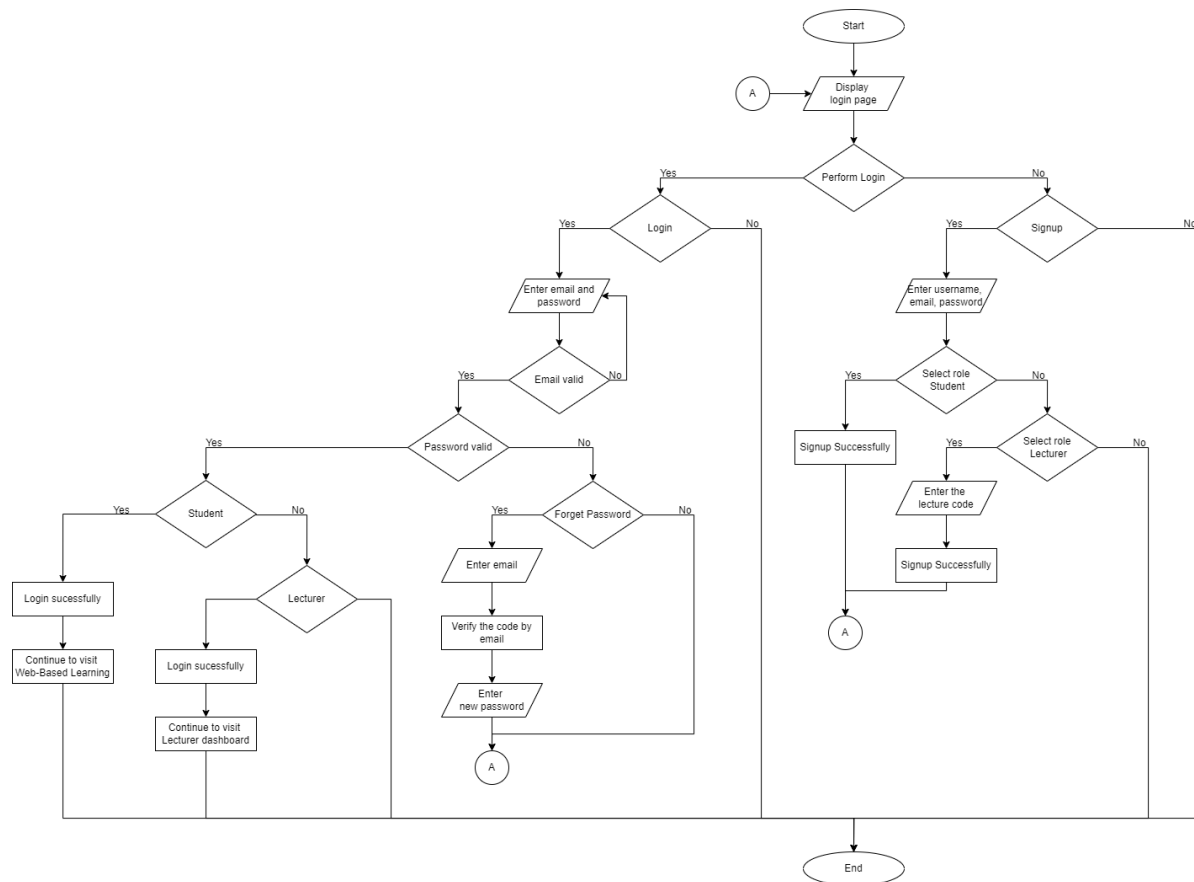 Start
A
Display
login page
Perform Login
Yes
No
Login
Yes
No
Signup
Yes
No
Enter email and
password
Enter username,
email, password
Email valid
Yes
No
Select role
Student
Yes
No
Password valid
Yes
No
Signup Successfully
Select role
Lecturer
Yes
No
Student
Yes
No
Forget Password
Yes
No
Enter the
lecture code
Enter email
Signup Successfully
Login sucessfully
Lecturer
Verify the code by
email
A
Continue to visit
Web-Based Learning
Login sucessfully
Enter
new password
Continue to visit
Lecturer dashboard
A
End